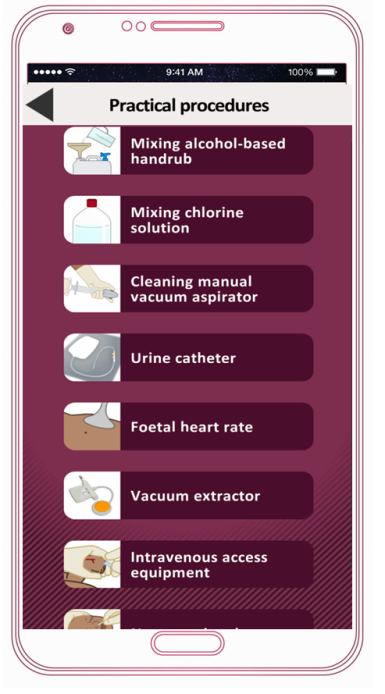 9:41 AM
100%
Practical procedures
Mixing alcohol-based
handrub
Mixing chlorine
solution
Cleaning manual
vacuum aspirator
Urine catheter
Foetal heart rate
Vacuum extractor
Intravenous access
equipment